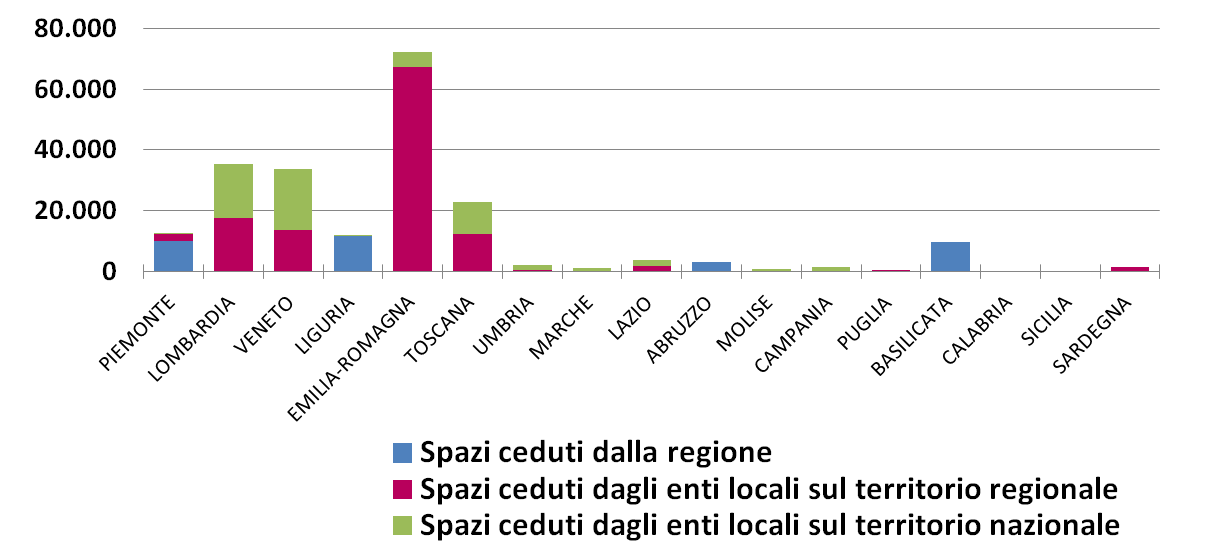 80.000
60.000
40.000
20.000
0
PIEMONTE
LOMBARDIA
VENETO
LIGURIA
EMILIA-ROMAGNA
TOSCANA
UMBRIA
MARCHE
LAZIO
ABRUZZO
MOLISE
CAMPANIA
PUGLIA
BASILICATA
CALABRIA
SICILIA
SARDEGNA
Spazi ceduti dalla regione
Spazi ceduti dagli enti locali sul territorio regionale
Spazi ceduti dagli enti locali sul territorio nazionale